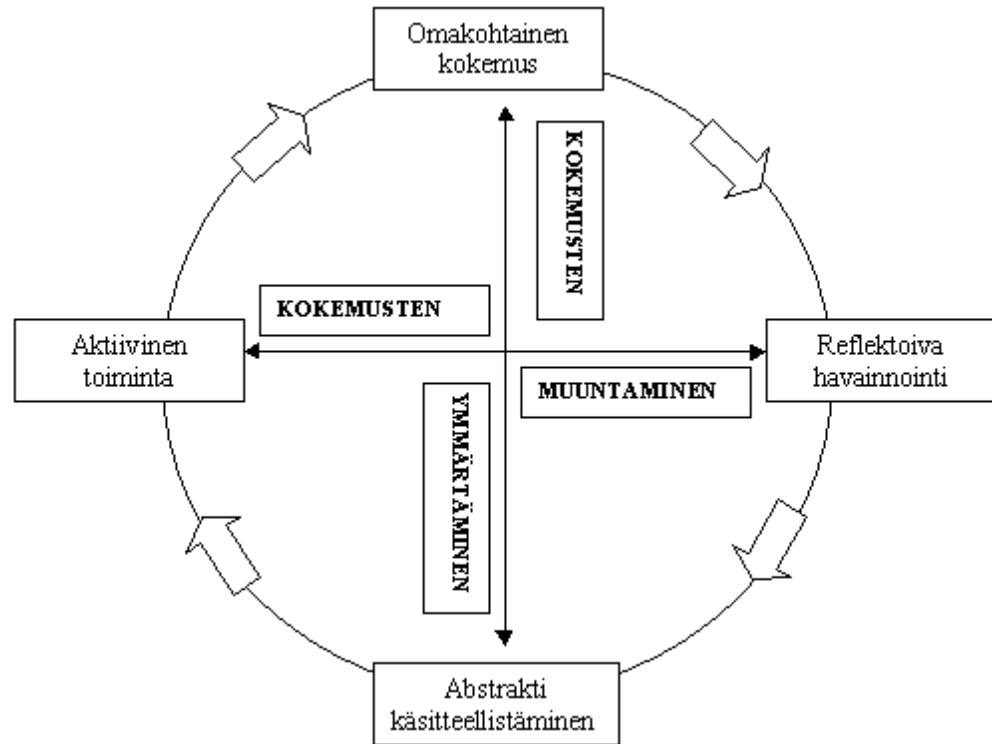 Omakohtainen
kokemus
KOKEMUSTEN
KOKEMUSTEN
Aktiivinen
toiminta
Reflektoiva
havainnointi
MUUNTAMINEN
YMMÄRTÄMINEN
Abstrakti
käsitteellistäminen